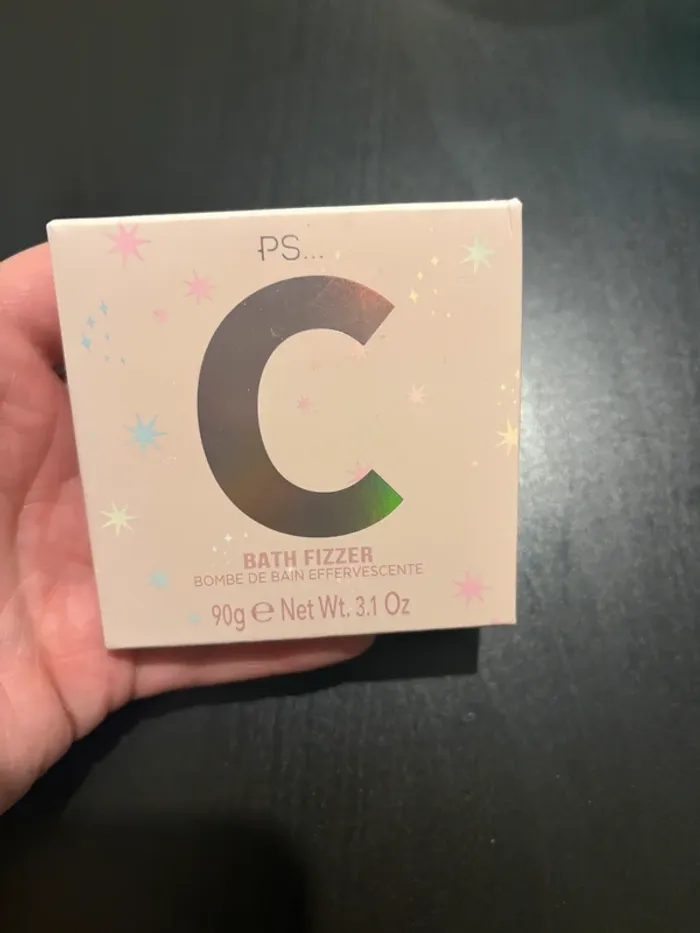 PS...
C
BATH FIZZER
BOMBE DE BAIN EFFERVESCENTE
90g ℮ Net Wt. 3.1 Oz